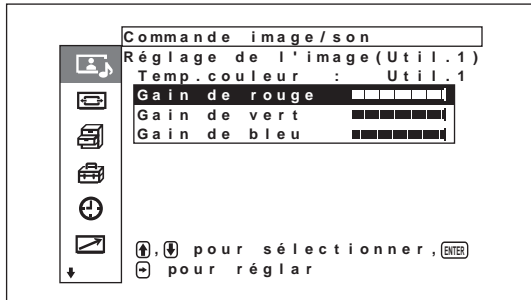 Commande image/son
Réglage de l'image(Util.1)
Temp.couleur : Util.1
Gain de rouge
Gain de vert
Gain de bleu
, pour sélectionner, ENTER
pour réglar